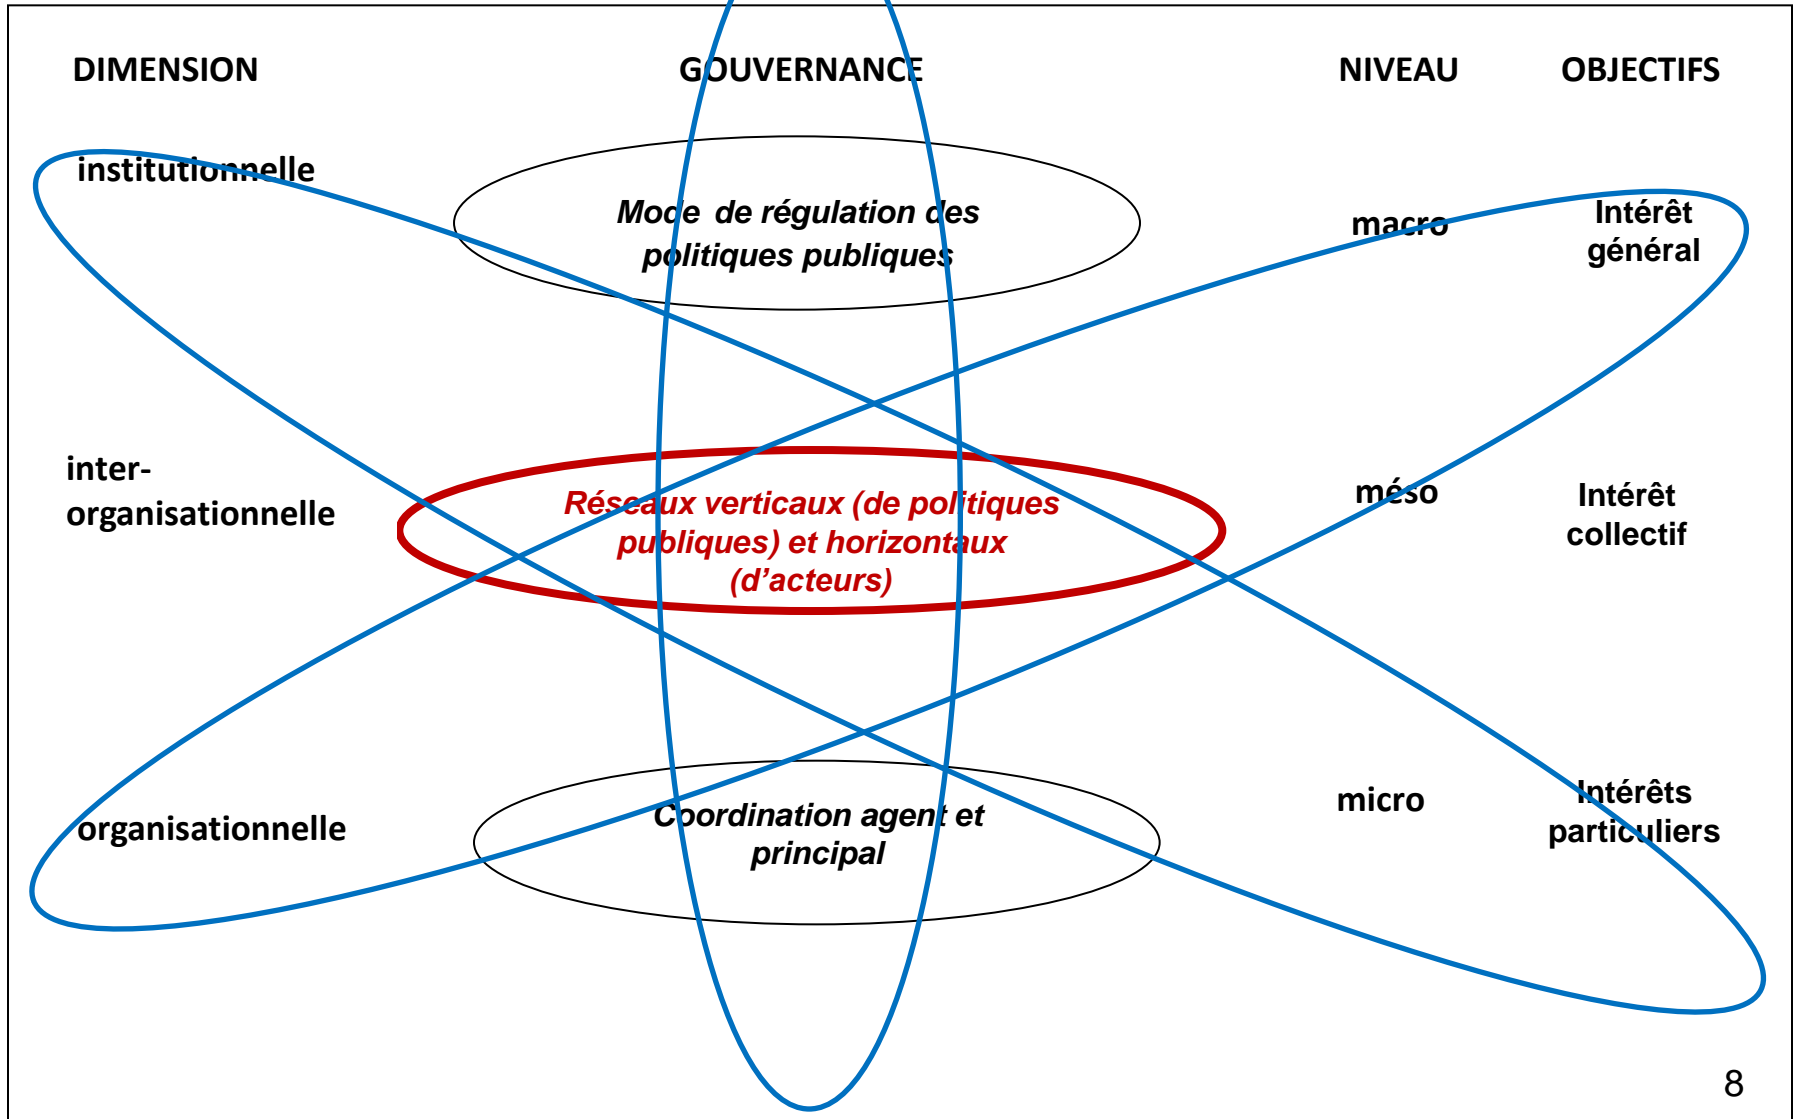 DIMENSION GOUVERNANCE NIVEAU OBJECTIFS
institutionnelle
Mode de régulation des
politiques publiques
macro
Intérêt
général
inter-
organisationnelle
Réseaux verticaux (de politiques
publiques) et horizontaux
(d’acteurs)
méso
Intérêt
collectif
organisationnelle
Coordination agent et
principal
micro
Intérêts
particuliers
8